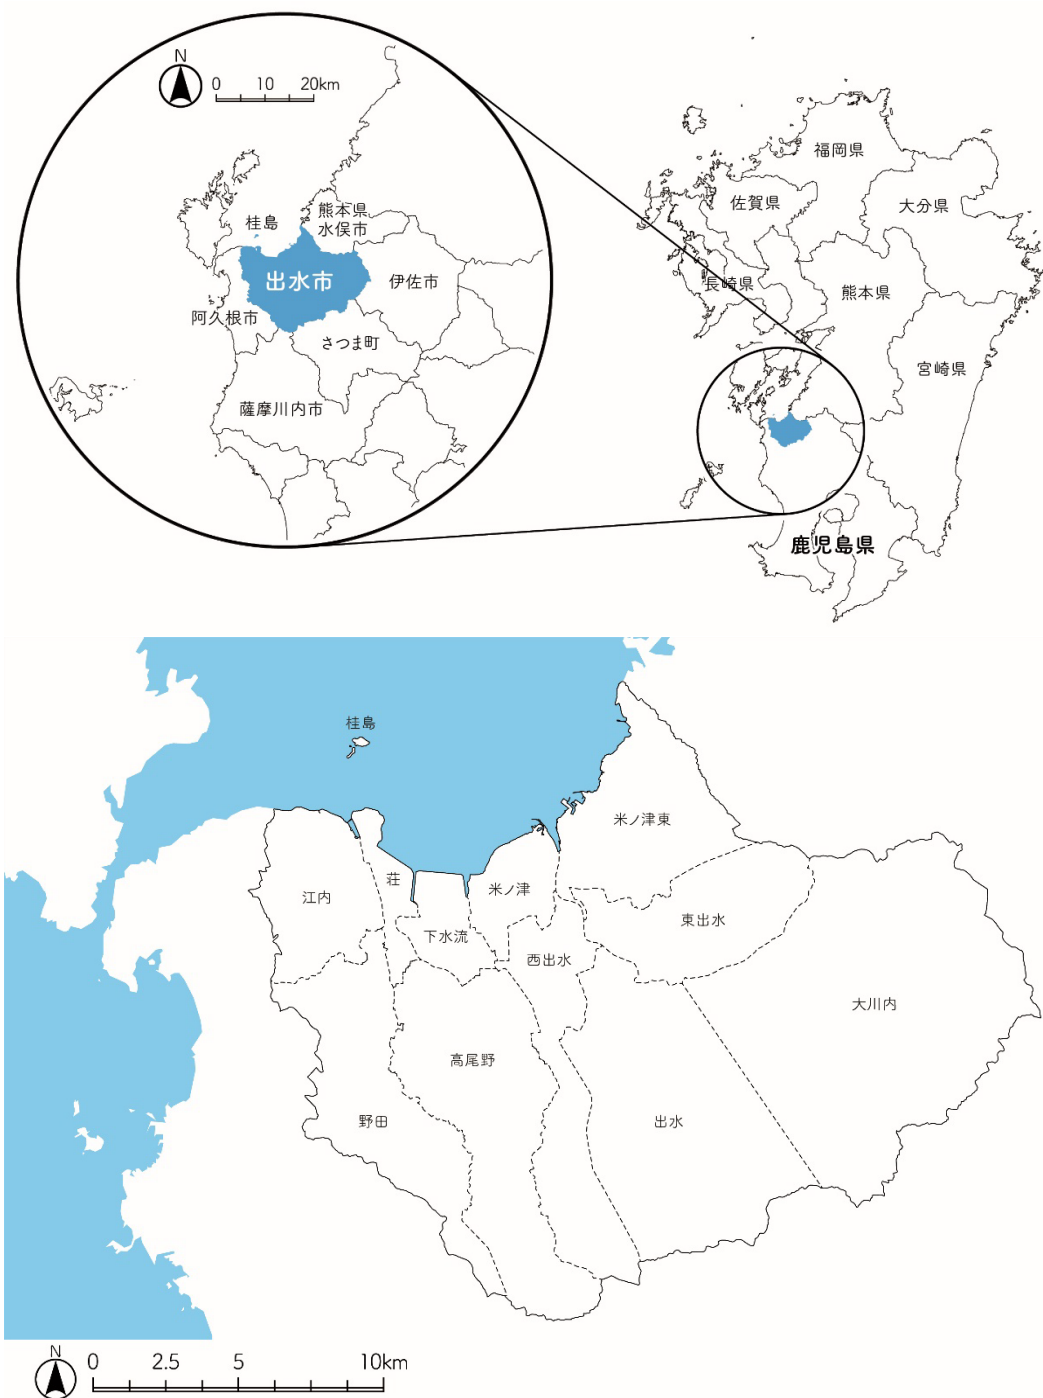 N
0 10 20km
熊本県
水俣市
桂島
出水市
伊佐市
阿久根市
さつま町
薩摩川内市
福岡県
佐賀県
大分県
長崎県
熊本県
宮崎県
鹿児島県
桂島
米ノ津東
荘
米ノ津
江内
東出水
下水流
西出水
大川内
高尾野
野田
出水
N
0 2.5 5 10km